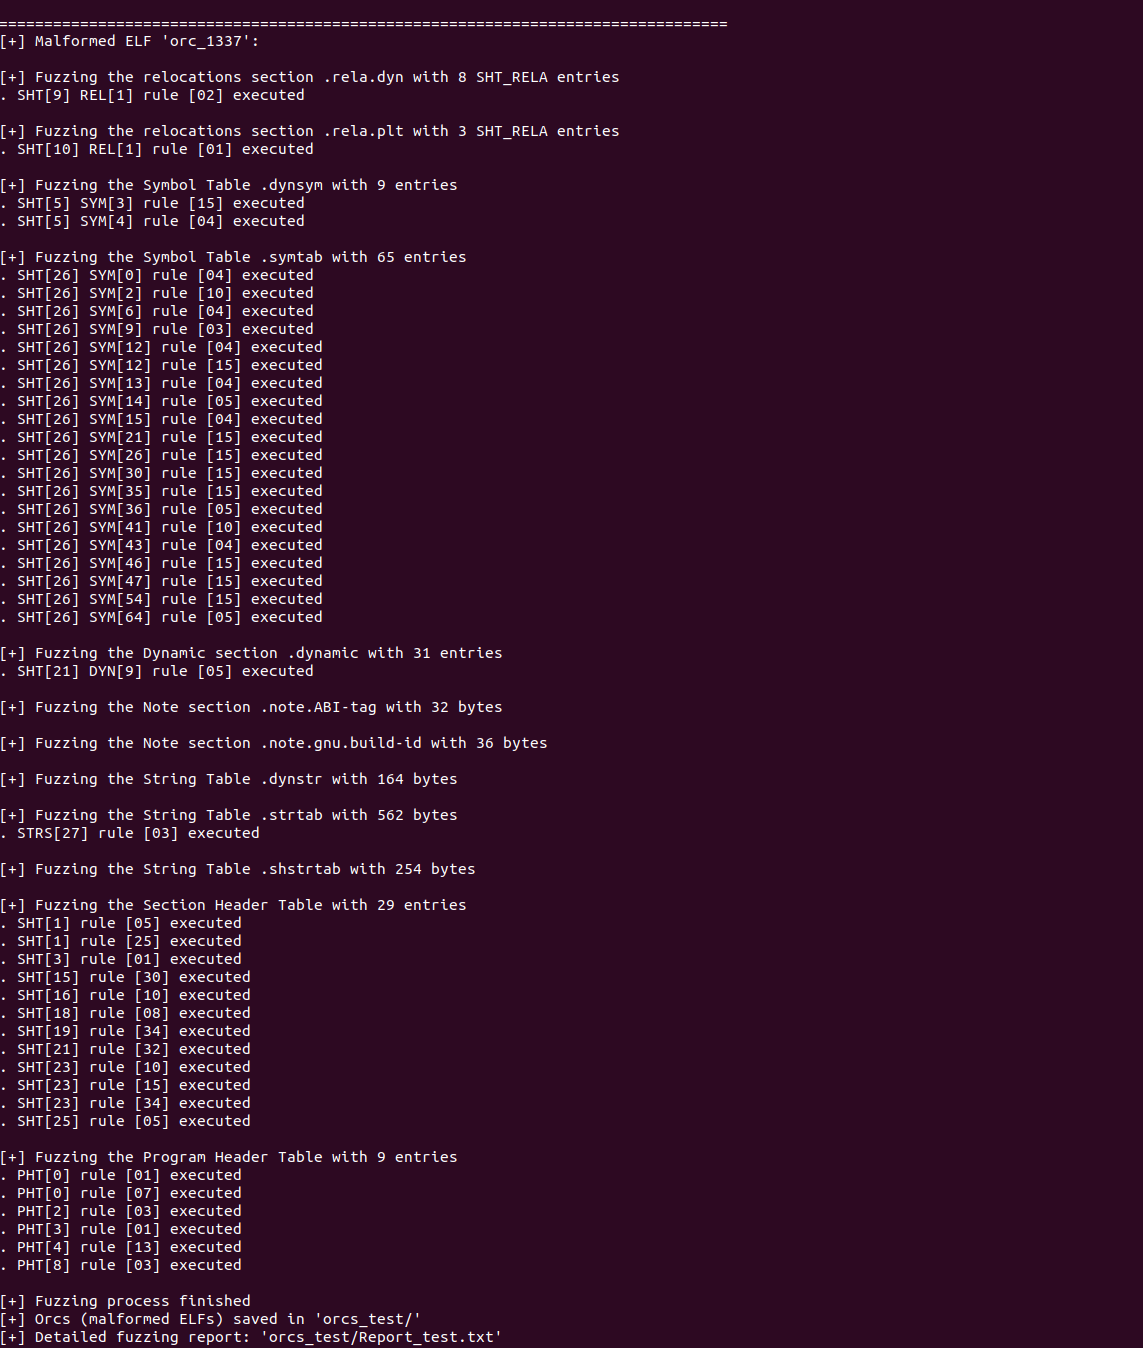 =================================================================================
[+] Malformed ELF 'orc_1337':
[+] Fuzzing the relocations section .rela.dyn with 8 SHT_RELA entries
. SHT[9] REL[1] rule [02] executed
[+] Fuzzing the relocations section .rela.plt with 3 SHT_RELA entries
. SHT[10] REL[1] rule [01] executed
[+] Fuzzing the Symbol Table .dynsym with 9 entries
. SHT[5] SYM[3] rule [15] executed
. SHT[5] SYM[4] rule [04] executed
[+] Fuzzing the Symbol Table .symtab with 65 entries
. SHT[26] SYM[0] rule [04] executed
. SHT[26] SYM[2] rule [10] executed
. SHT[26] SYM[6] rule [04] executed
. SHT[26] SYM[9] rule [03] executed
. SHT[26] SYM[12] rule [04] executed
. SHT[26] SYM[12] rule [15] executed
. SHT[26] SYM[13] rule [04] executed
. SHT[26] SYM[14] rule [05] executed
. SHT[26] SYM[15] rule [04] executed
. SHT[26] SYM[21] rule [15] executed
. SHT[26] SYM[26] rule [15] executed
. SHT[26] SYM[30] rule [15] executed
. SHT[26] SYM[35] rule [15] executed
. SHT[26] SYM[36] rule [05] executed
. SHT[26] SYM[41] rule [10] executed
. SHT[26] SYM[43] rule [04] executed
. SHT[26] SYM[46] rule [15] executed
. SHT[26] SYM[47] rule [15] executed
. SHT[26] SYM[54] rule [15] executed
. SHT[26] SYM[64] rule [05] executed
[+] Fuzzing the Dynamic section .dynamic with 31 entries
. SHT[21] DYN[9] rule [05] executed
[+] Fuzzing the Note section .note.ABI-tag with 32 bytes
[+] Fuzzing the Note section .note.gnu.build-id with 36 bytes
[+] Fuzzing the String Table .dynstr with 164 bytes
[+] Fuzzing the String Table .strtab with 562 bytes
. STRS[27] rule [03] executed
[+] Fuzzing the String Table .shstrtab with 254 bytes
[+] Fuzzing the Section Header Table with 29 entries
. SHT[1] rule [05] executed
. SHT[1] rule [25] executed
. SHT[3] rule [01] executed
. SHT[15] rule [30] executed
. SHT[16] rule [10] executed
. SHT[18] rule [08] executed
. SHT[19] rule [34] executed
. SHT[21] rule [32] executed
. SHT[23] rule [10] executed
. SHT[23] rule [15] executed
. SHT[23] rule [34] executed
. SHT[25] rule [05] executed
[+] Fuzzing the Program Header Table with 9 entries
. PHT[0] rule [01] executed
. PHT[0] rule [07] executed
. PHT[2] rule [03] executed
. PHT[3] rule [01] executed
. PHT[4] rule [13] executed
. PHT[8] rule [03] executed
[+] Fuzzing process finished
[+] Orcs (malformed ELFs) saved in 'orcs_test/'
[+] Detailed fuzzing report: 'orcs_test/Report_test.txt'